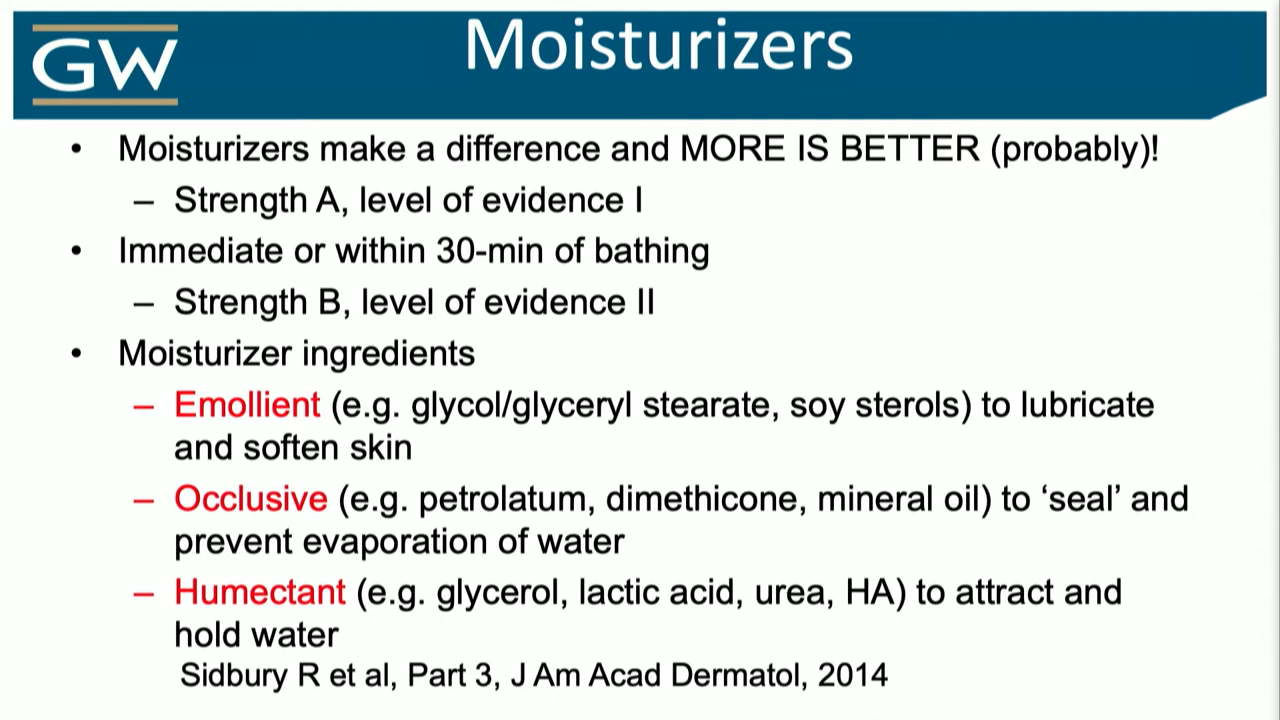 GW
Moisturizers
• Moisturizers make a difference and MORE IS BETTER (probably)!
– Strength A, level of evidence I
• Immediate or within 30-min of bathing
– Strength B, level of evidence II
• Moisturizer ingredients
– Emollient (e.g. glycol/glyceryl stearate, soy sterols) to lubricate
and soften skin
– Occlusive (e.g. petrolatum, dimethicone, mineral oil) to ‘seal’ and
prevent evaporation of water
– Humectant (e.g. glycerol, lactic acid, urea, HA) to attract and
hold water
Sidbury R et al, Part 3, J Am Acad Dermatol, 2014